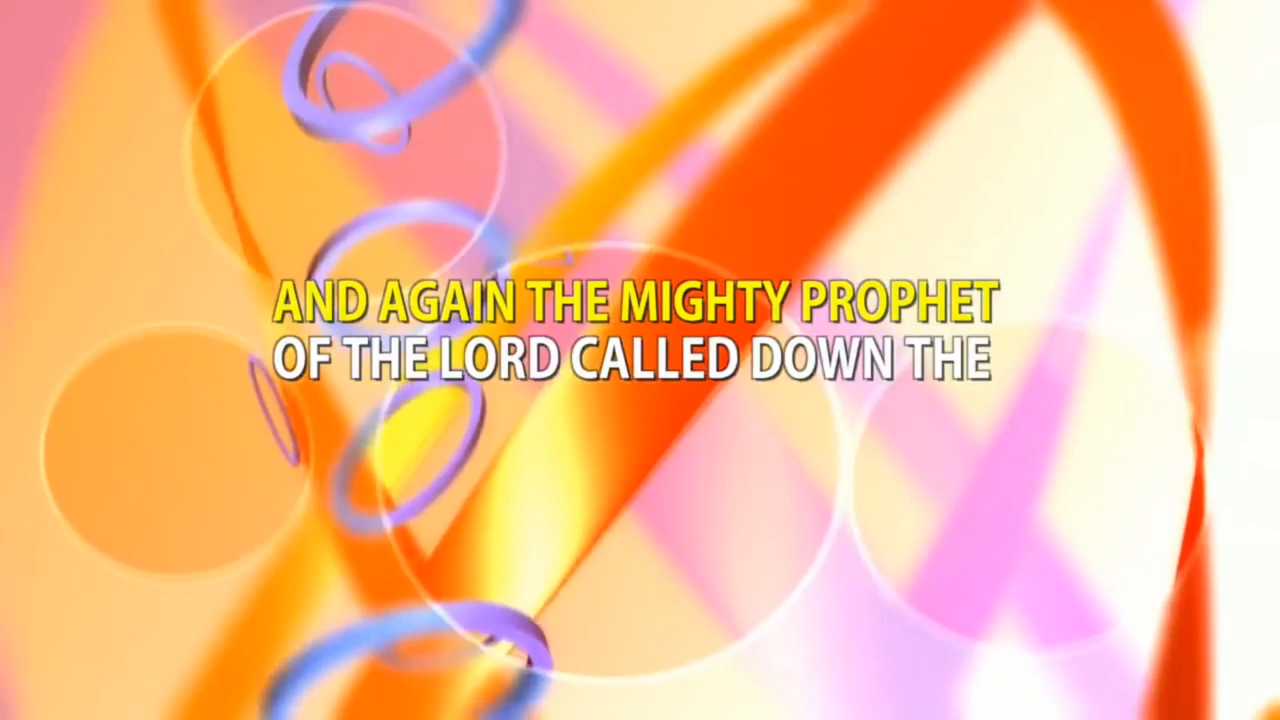 AND AGAIN THE MIGHTY PROPHET
OF THE LORD CALLED DOWN THE